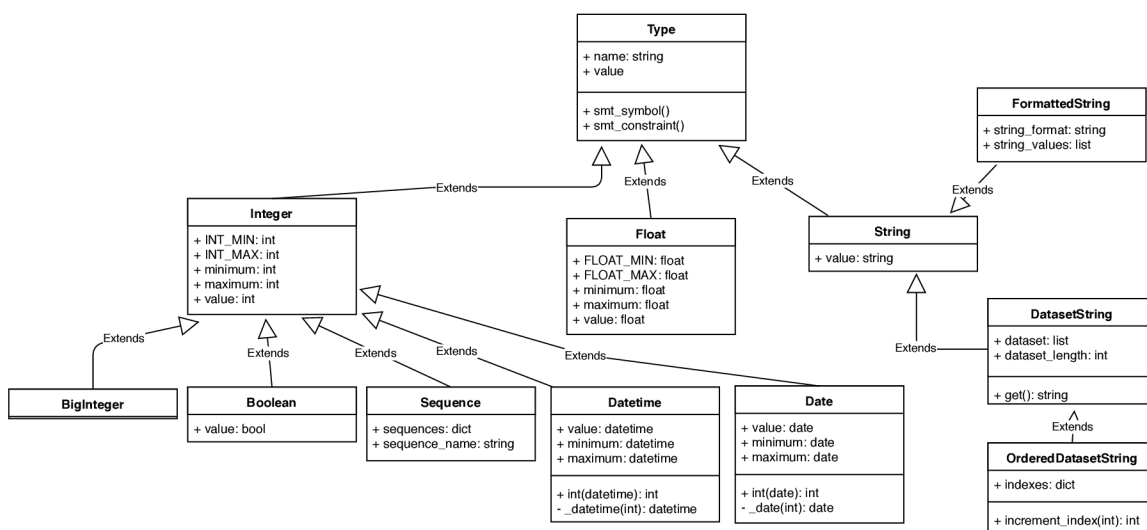 Type
+ name: string
+ value
+ smt_symbol()
+ smt_constraint()
FormattedString
+ string_format: string
+ string_values: list
Extends
Extends
Extends
Extends
Integer
+ INT_MIN: int
+ INT_MAX: int
+ minimum: int
+ maximum: int
+ value: int
Float
+ FLOAT_MIN: float
+ FLOAT_MAX: float
+ minimum: float
+ maximum: float
+ value: float
String
+ value: string
DatasetString
+ dataset: list
+ dataset_length: int
+ get(): string
Extends
Extends
Extends
Extends
Extends
Extends
BigInteger
Boolean
+ value: bool
Sequence
+ sequences: dict
+ sequence_name: string
Datetime
+ value: datetime
+ minimum: datetime
+ maximum: datetime
+ int(datetime): int
- _datetime(int): datetime
Date
+ value: date
+ minimum: date
+ maximum: date
+ int(date): int
- _date(int): date
Extends
OrderedDatasetString
+ indexes: dict
+ increment_index(int): int